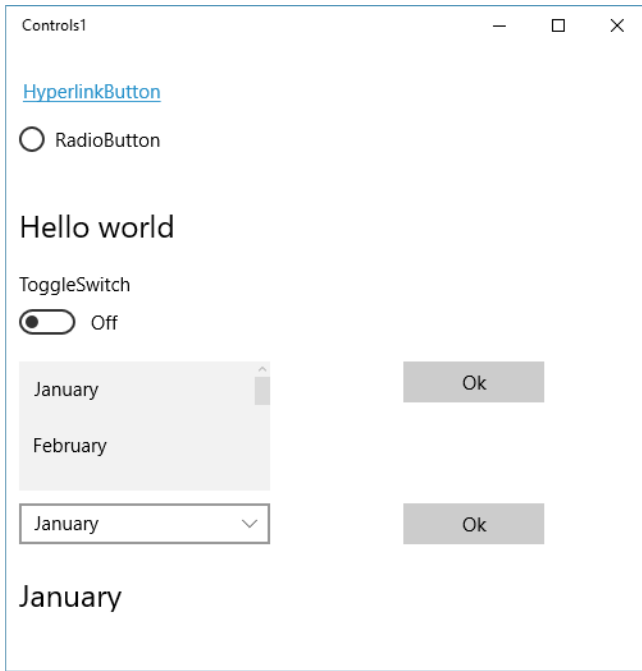 Controls1
HyperlinkButton
RadioButton
Hello world
ToggleSwitch
Off
January
Ok
February
January
Ok
January